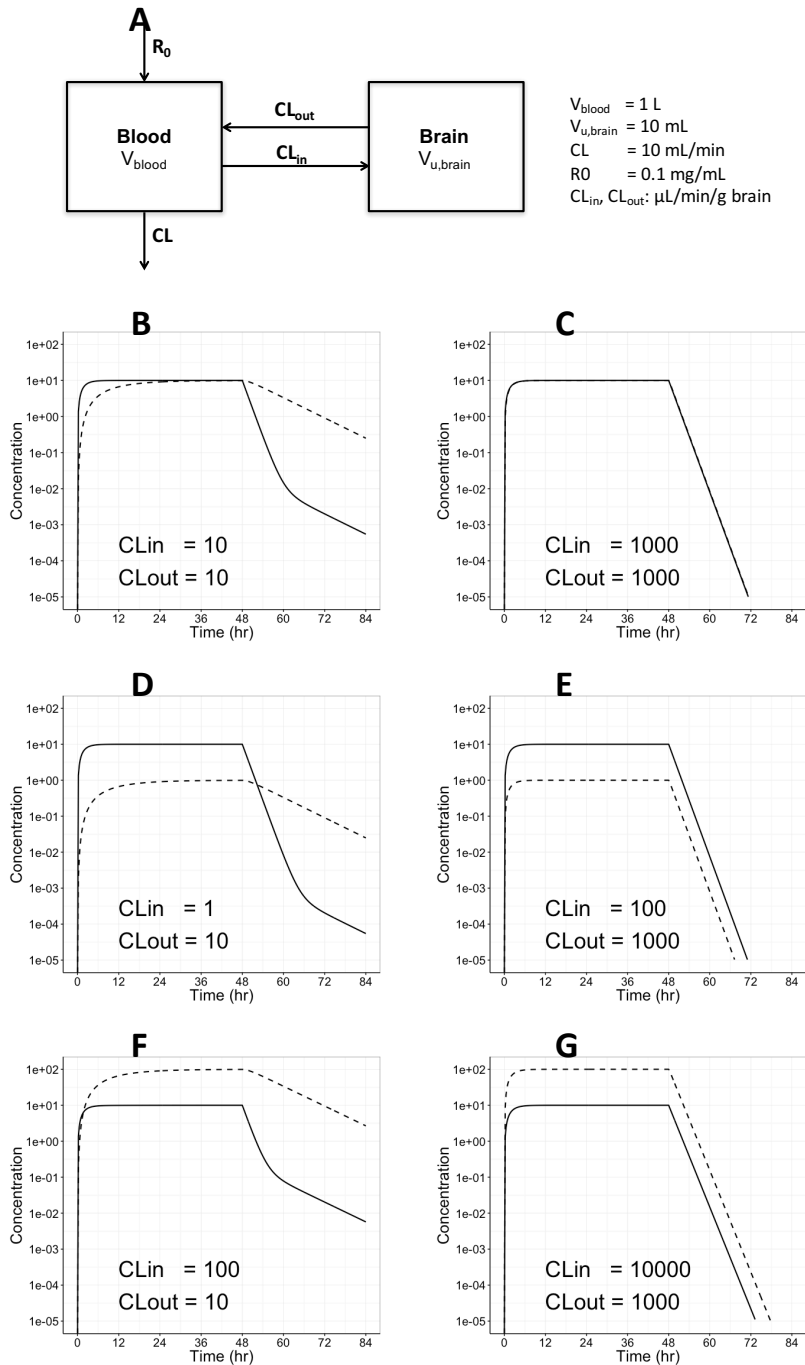 A
R0
Blood
Vblood
CLout
CLin
Brain
Vu,brain
CL
Vblood = 1 L
Vu,brain = 10 mL
CL = 10 mL/min
R0 = 0.1 mg/mL
CLin, CLout: µL/min/g brain
B
Concentration
1e+02
1e+01
1e+00
1e-01
1e-02
1e-03
1e-04
1e-05
CLin = 10
CLout = 10
0 12 24 36 48 60 72 84
Time (hr)
C
Concentration
1e+02
1e+01
1e+00
1e-01
1e-02
1e-03
1e-04
1e-05
CLin = 1000
CLout = 1000
0 12 24 36 48 60 72 84
Time (hr)
D
Concentration
1e+02
1e+01
1e+00
1e-01
1e-02
1e-03
1e-04
1e-05
CLin = 1
CLout = 10
0 12 24 36 48 60 72 84
Time (hr)
E
Concentration
1e+02
1e+01
1e+00
1e-01
1e-02
1e-03
1e-04
1e-05
CLin = 100
CLout = 1000
0 12 24 36 48 60 72 84
Time (hr)
F
Concentration
1e+02
1e+01
1e+00
1e-01
1e-02
1e-03
1e-04
1e-05
CLin = 100
CLout = 10
0 12 24 36 48 60 72 84
Time (hr)
G
Concentration
1e+02
1e+01
1e+00
1e-01
1e-02
1e-03
1e-04
1e-05
CLin = 10000
CLout = 1000
0 12 24 36 48 60 72 84
Time (hr)